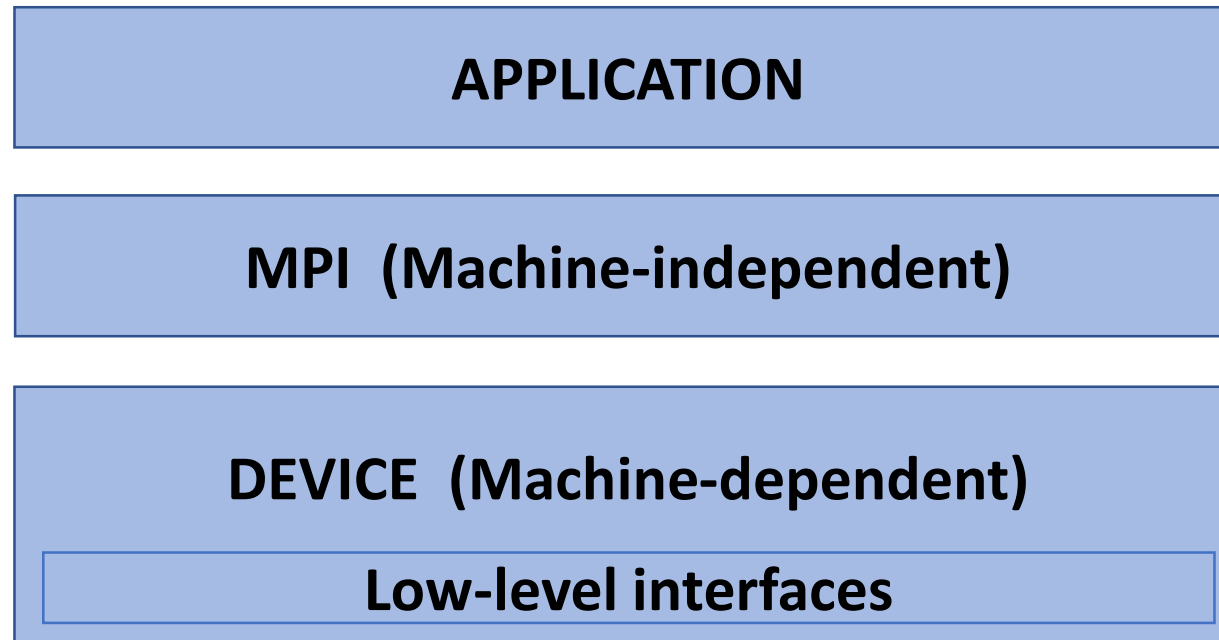 APPLICATION
MPI (Machine-independent)
DEVICE (Machine-dependent)
Low-level interfaces